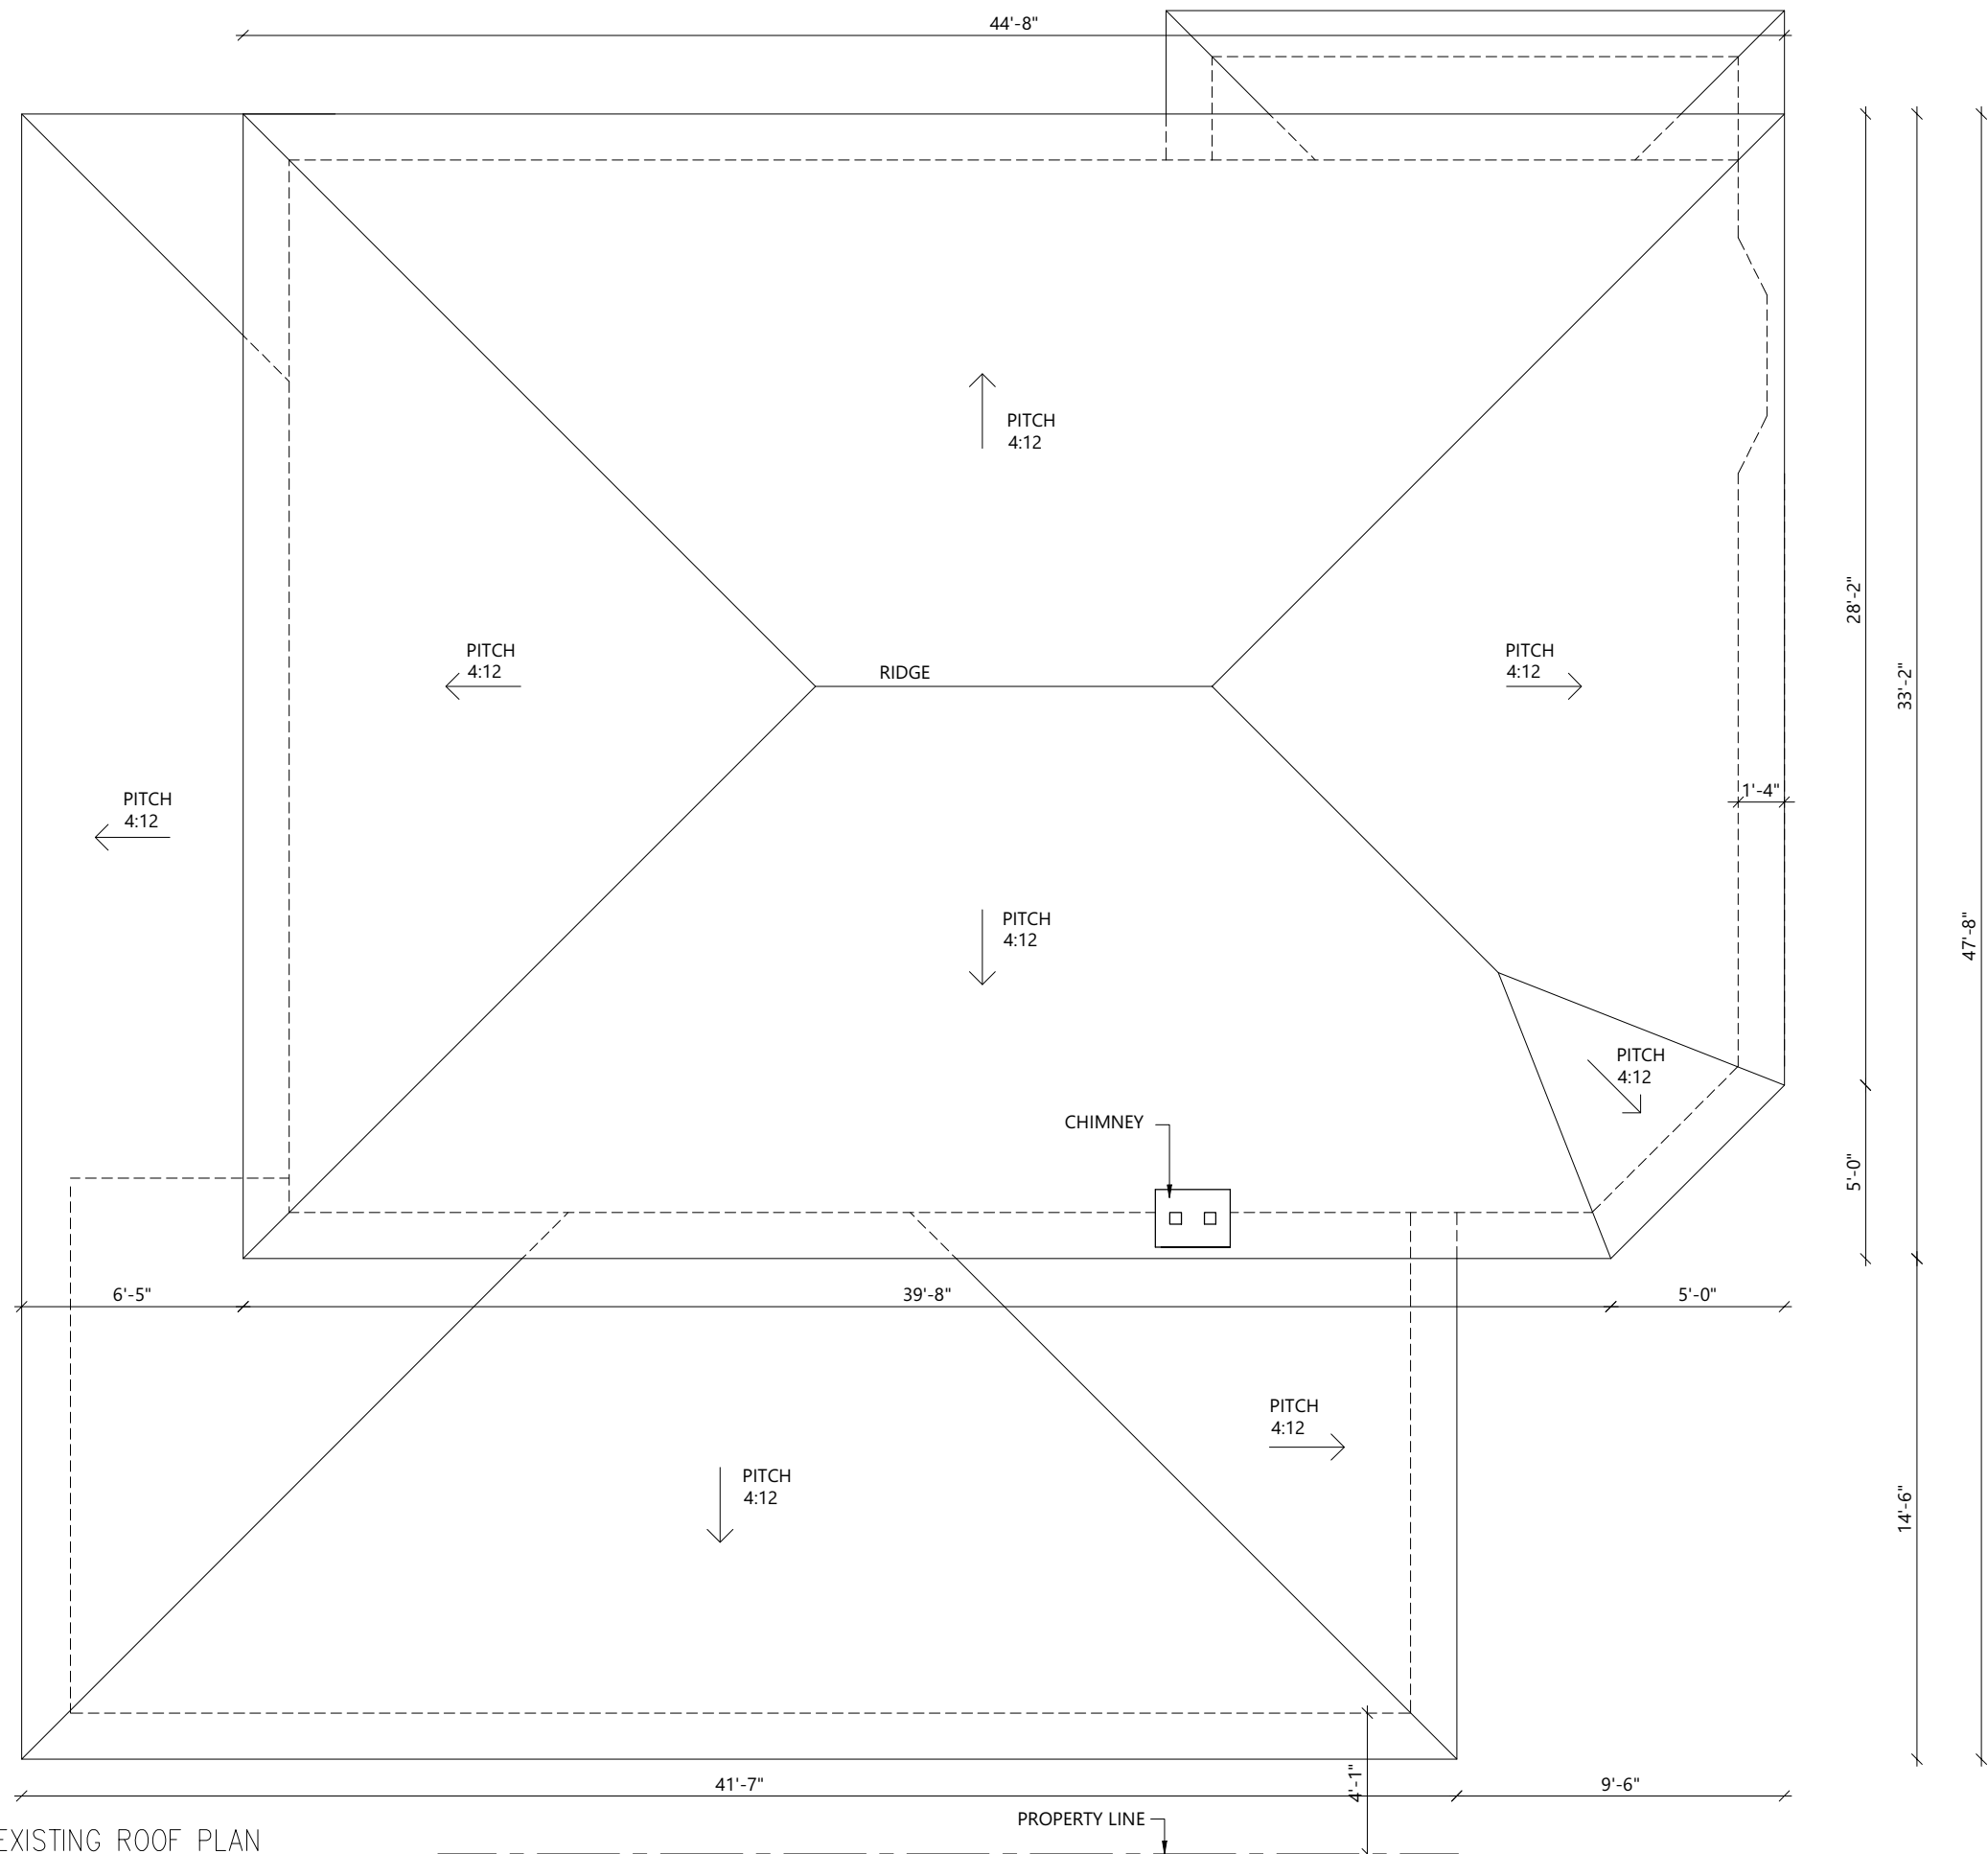 44'-8"
PITCH
4:12
28'-2"
PITCH
4:12
RIDGE
PITCH
4:12
33'-2"
1'-4"
PITCH
4:12
PITCH
4:12
47'-8"
PITCH
4:12
CHIMNEY
5'-0"
6'-5"
39'-8"
5'-0"
PITCH
4:12
PITCH
4:12
14'-6"
41'-7"
4'-1"
9'-6"
PROPERTY LINE
EXISTING ROOF PLAN